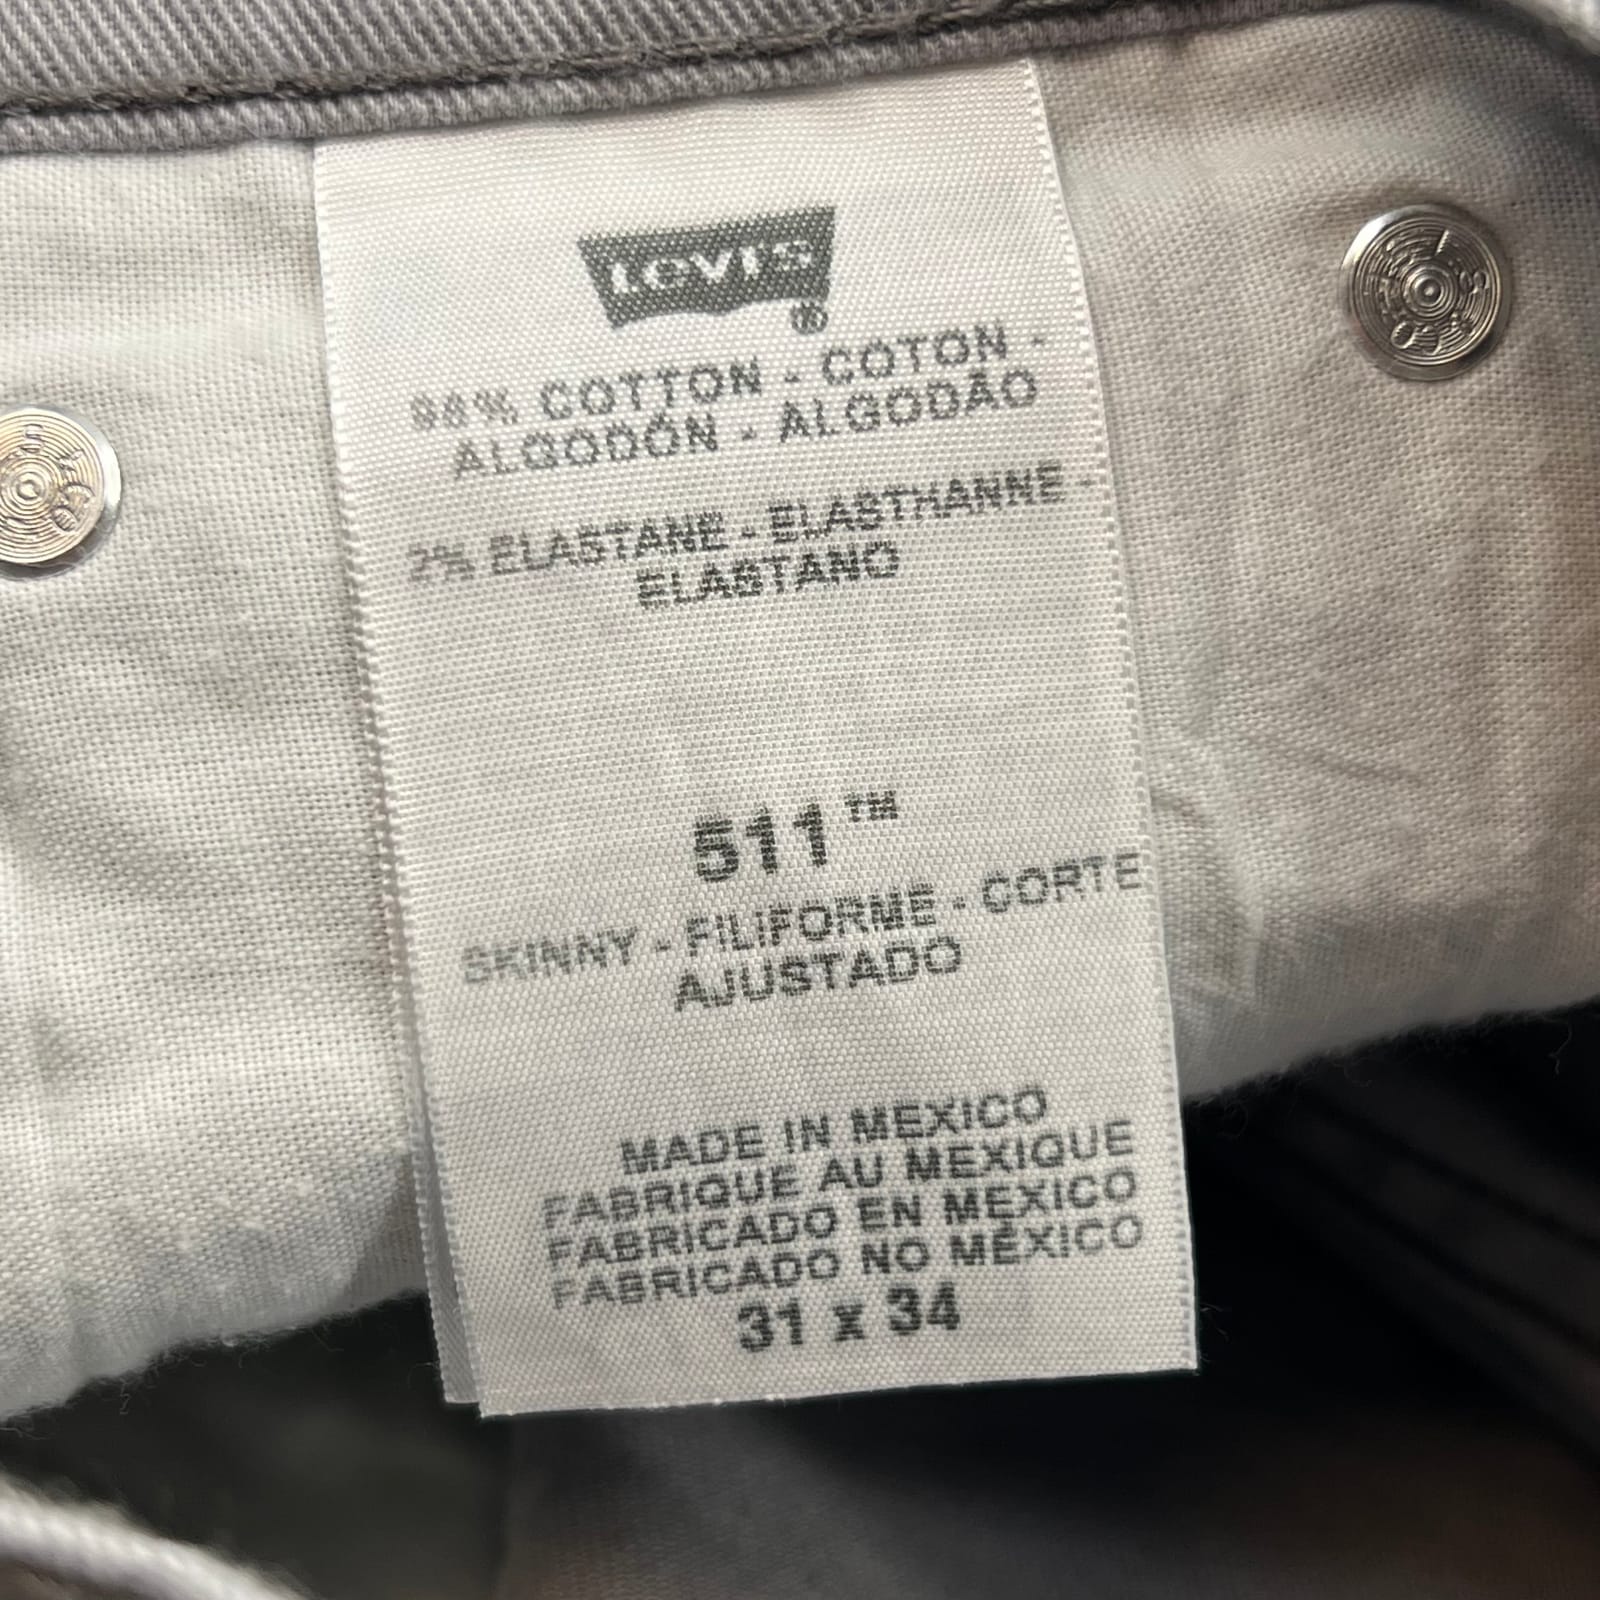 Levi's
®
98% COTTON - COTON -
ALGODÓN - ALGODÃO
2% ELASTANE - ELASTHANNE -
ELASTANO
511™
SKINNY - FILIFORME - CORTE
AJUSTADO
MADE IN MEXICO
FABRIQUE AU MEXIQUE
FABRICADO EN MEXICO
FABRICADO NO MÉXICO
31 x 34